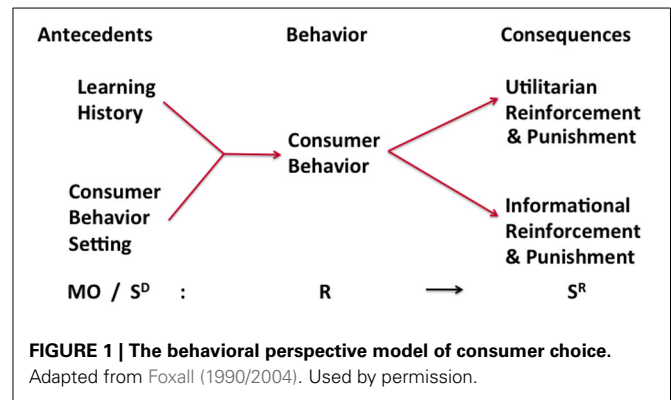 Antecedents Behavior Consequences
Learning
History
Consumer
Behavior
Setting
Consumer
Behavior
Utilitarian
Reinforcement
& Punishment
Informational
Reinforcement
& Punishment
MO / Sᴰ : R → Sᴿ
FIGURE 1 | The behavioral perspective model of consumer choice.
Adapted from Foxall (1990/2004). Used by permission.